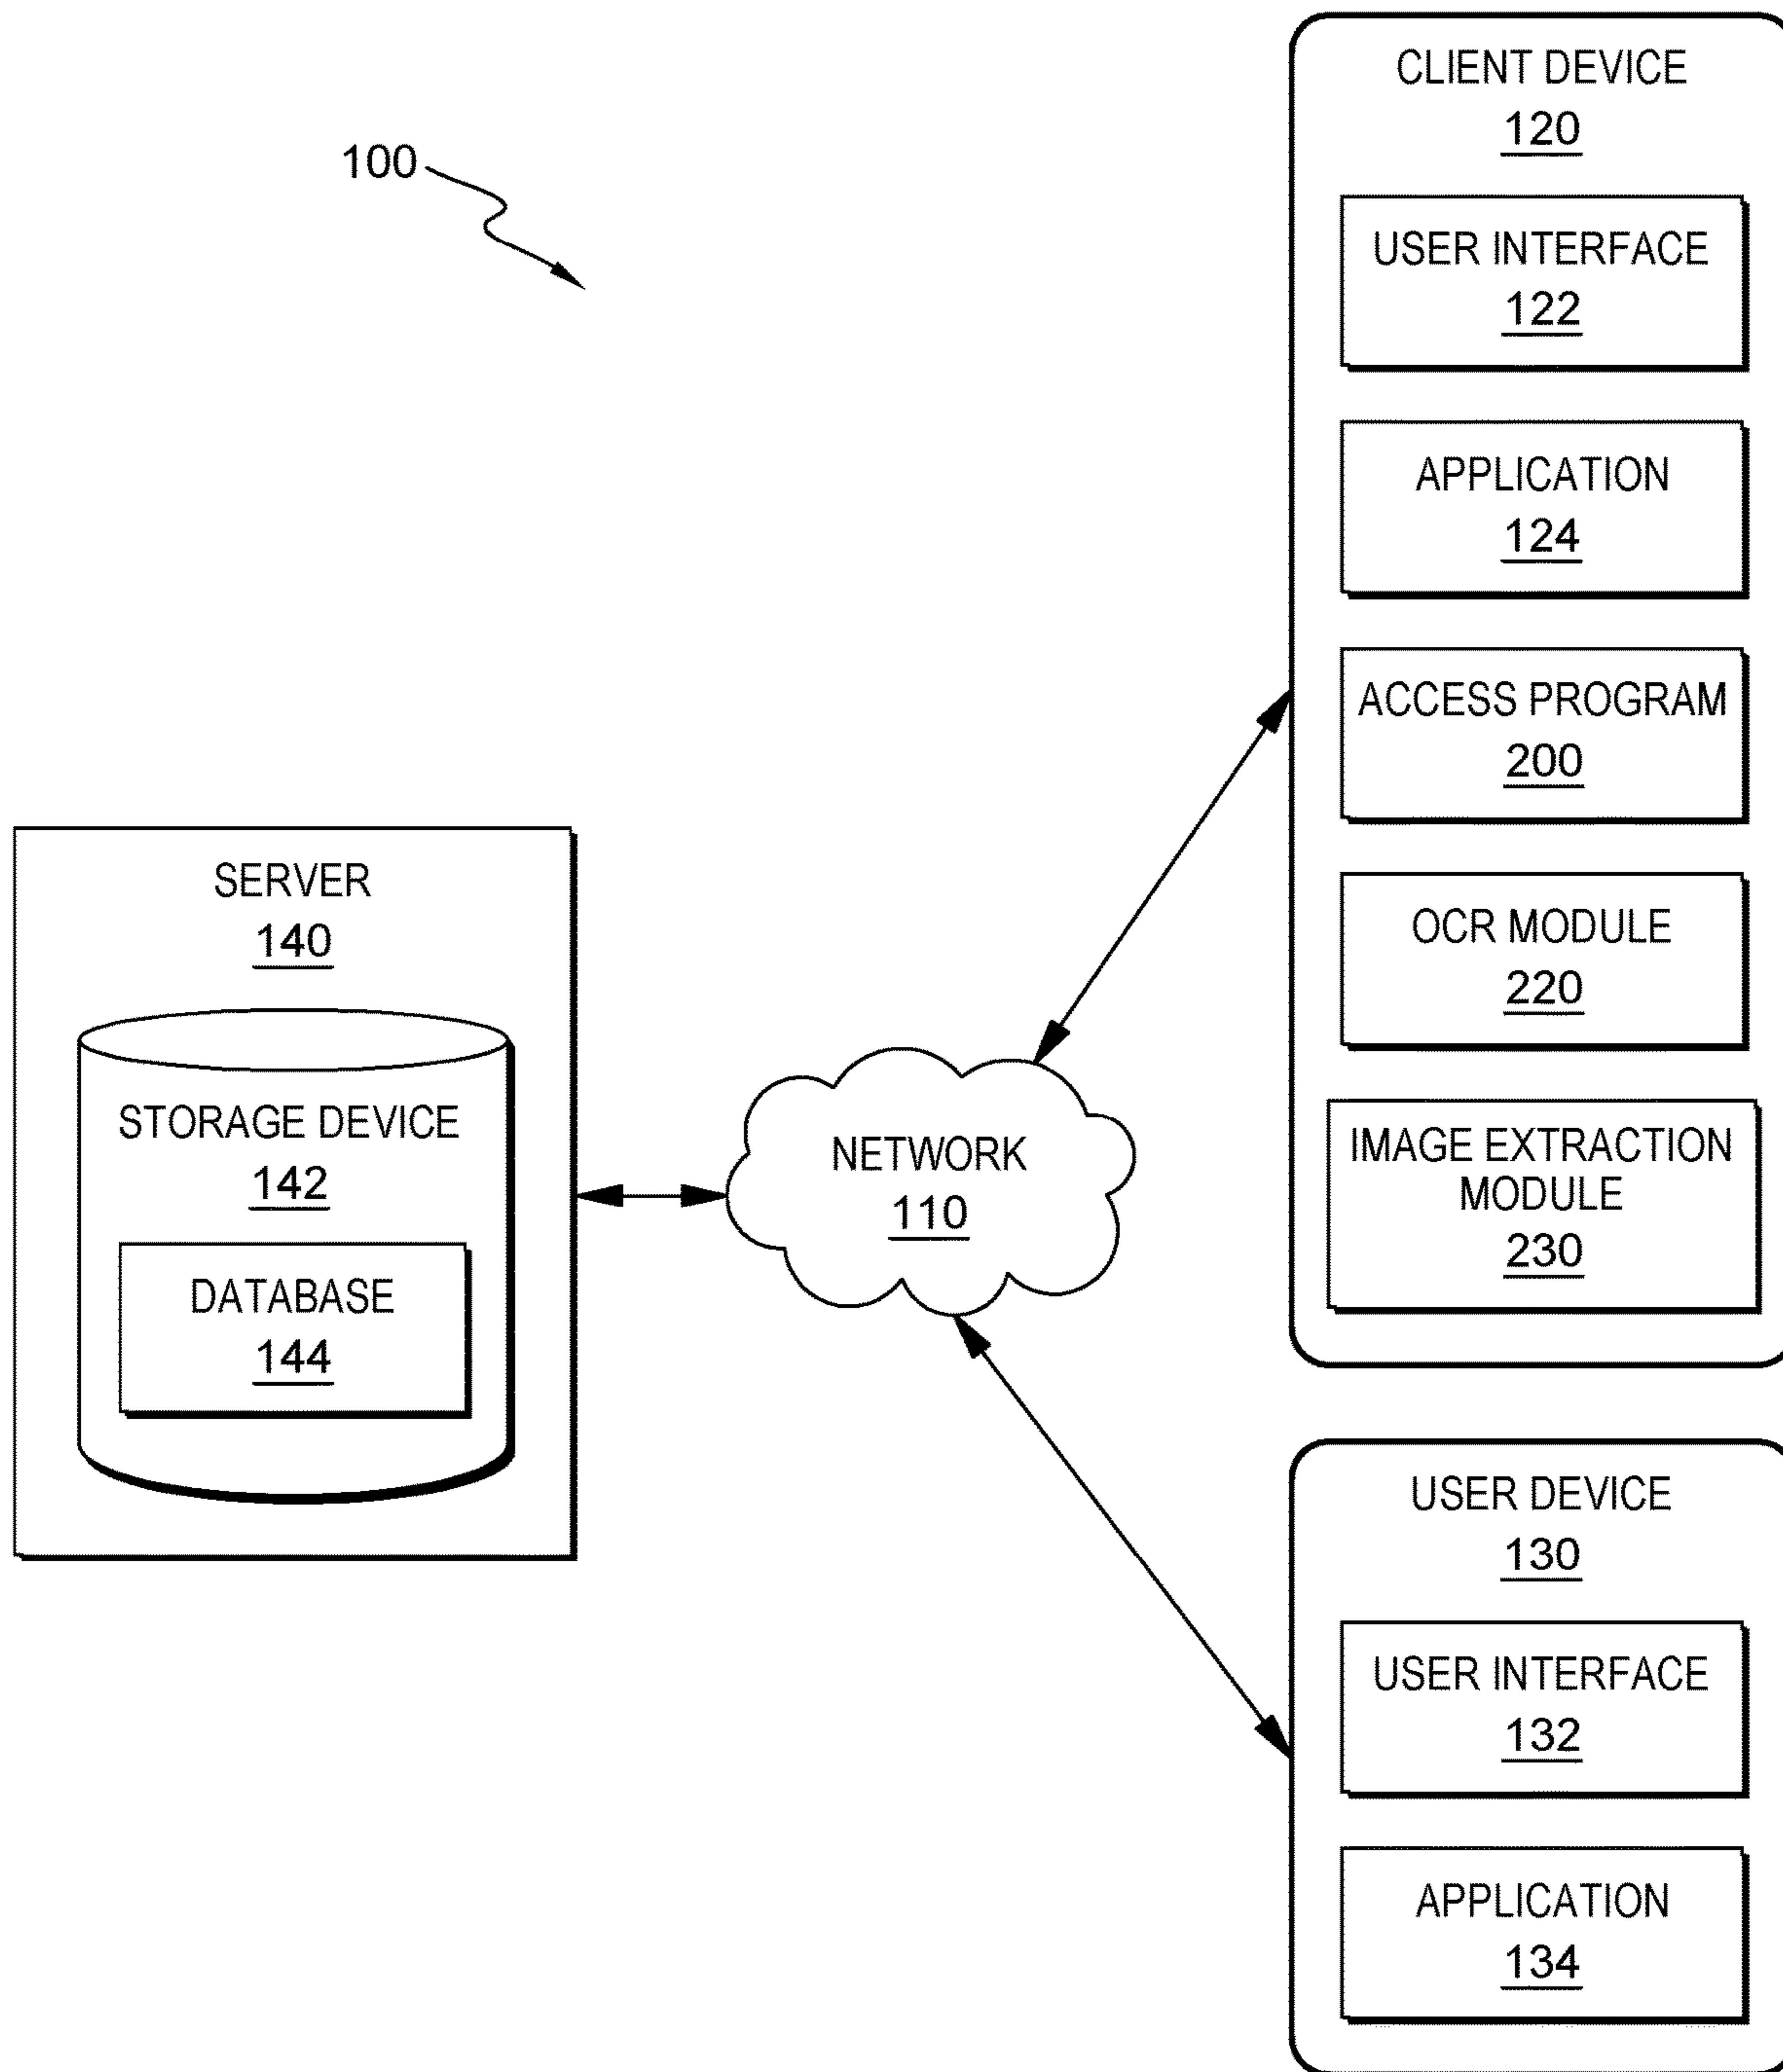 100
CLIENT DEVICE
120
USER INTERFACE
122
APPLICATION
124
ACCESS PROGRAM
200
OCR MODULE
220
IMAGE EXTRACTION
MODULE
230
SERVER
140
STORAGE DEVICE
142
DATABASE
144
NETWORK
110
USER DEVICE
130
USER INTERFACE
132
APPLICATION
134